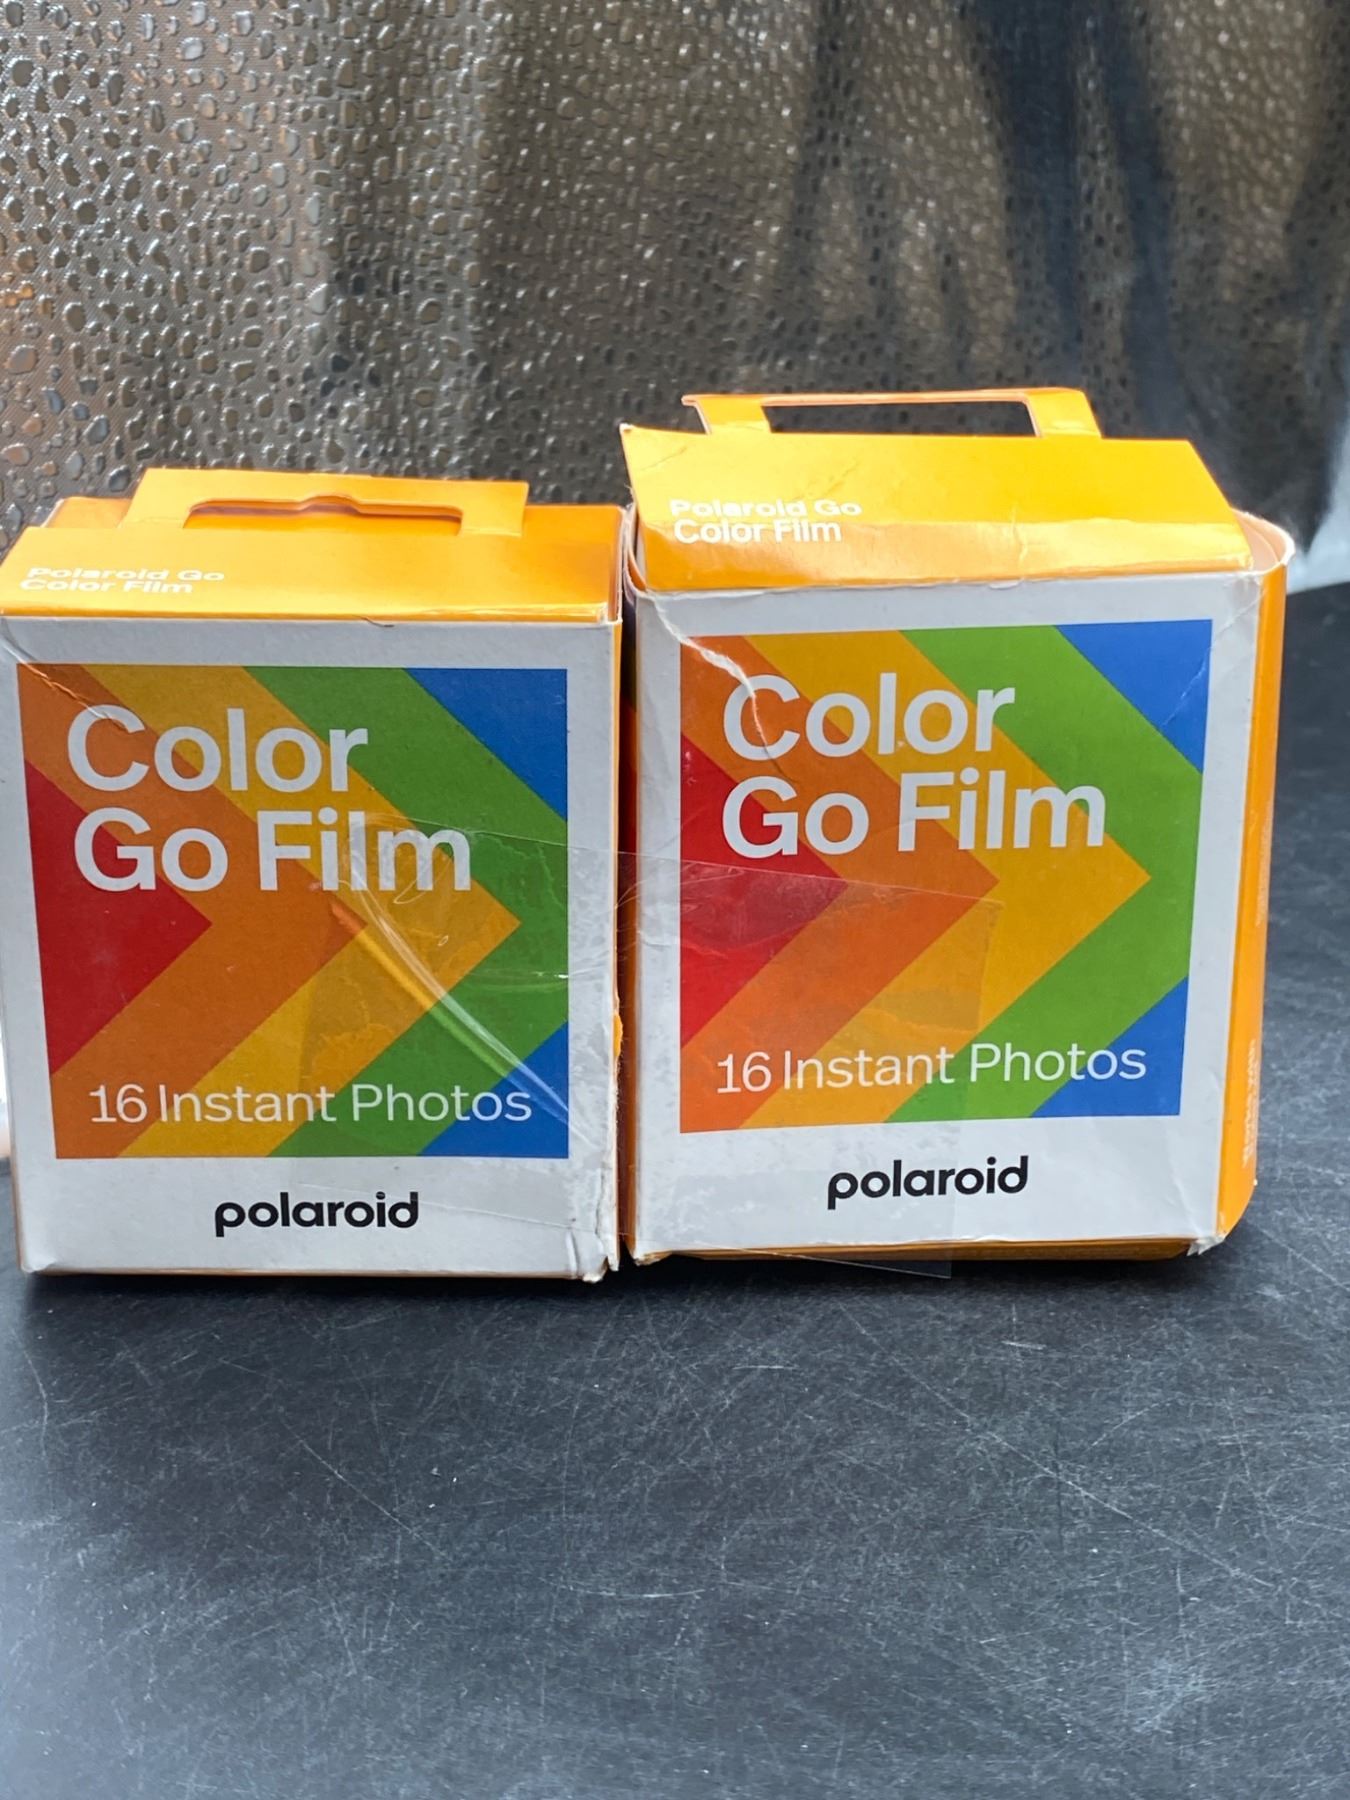 Polaroid Go
Color Film
Color
Go Film
16 Instant Photos
polaroid
Polaroid Go
Color Film
Color
Go Film
16 Instant Photos
polaroid